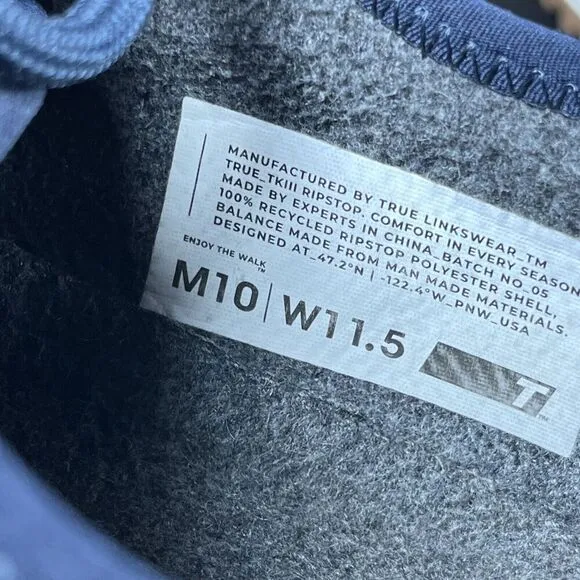 MANUFACTURED BY TRUE LINKSWEAR_TM
TRUE_TKIII RIPSTOP. COMFORT IN EVERY SEASON
MADE BY EXPERTS IN CHINA_BATCH NO_05
100% RECYCLED RIPSTOP POLYESTER SHELL,
BALANCE MADE FROM MAN MADE MATERIALS.
DESIGNED AT_47.2°N | -122.4°W_PNW_USA
ENJOY THE WALK™
M10 | W11.5
T™